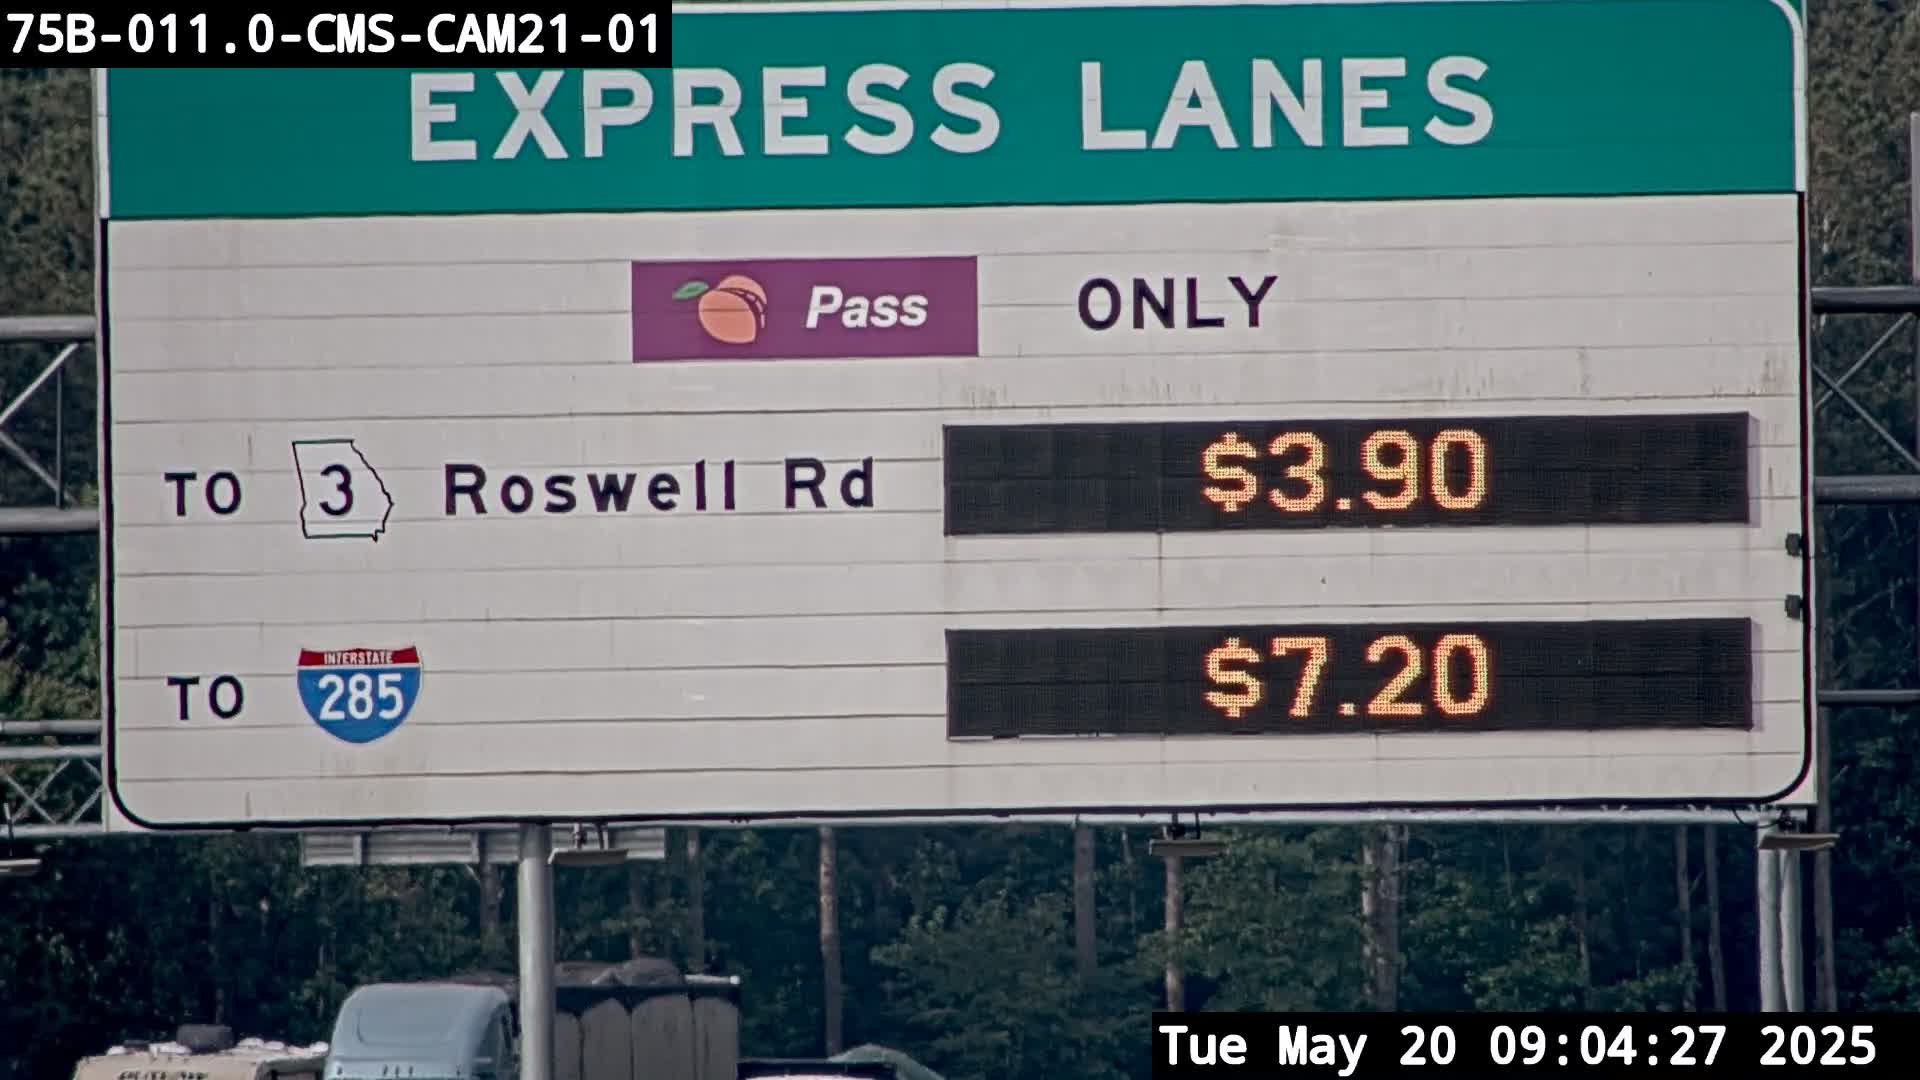 75B-011.0-CMS-CAM21-01
EXPRESS LANES
Pass ONLY
TO 3 Roswell Rd $3.90
TO INTERSTATE 285 $7.20
Tue May 20 09:04:27 2025